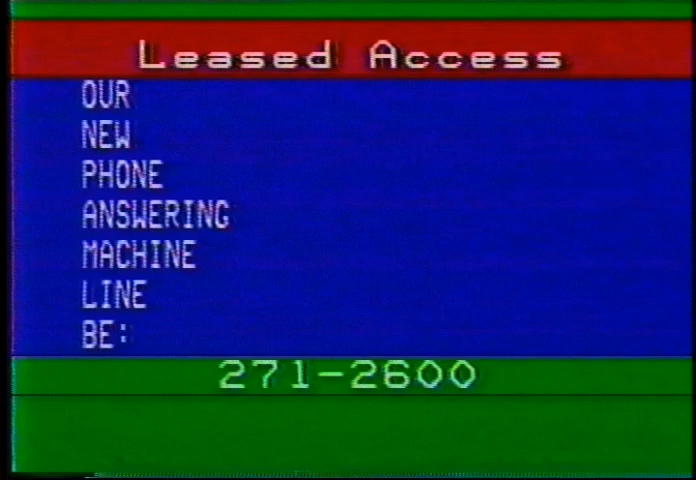 Leased Access
OUR
NEW
PHONE
ANSWERING
MACHINE
LINE
BE:
271-2600